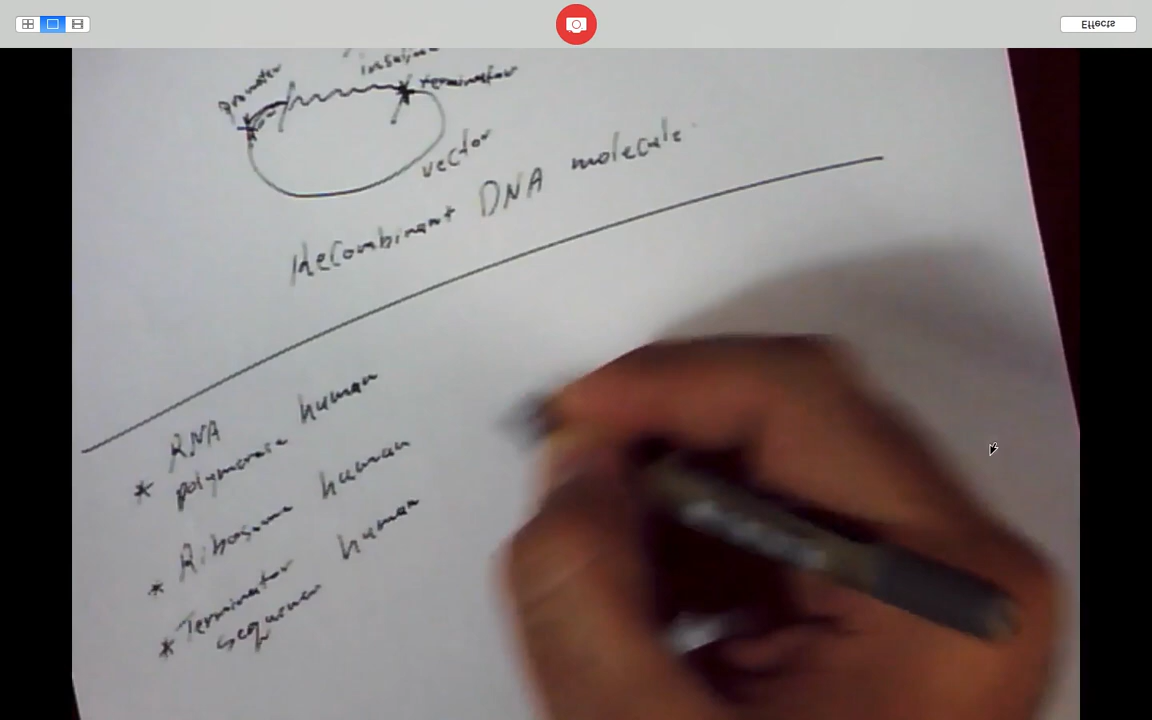 Effects
promoter insulin
terminator
vector
Recombinant DNA molecule
* RNA polymerase human
* Ribosome human
* Terminator human
sequence